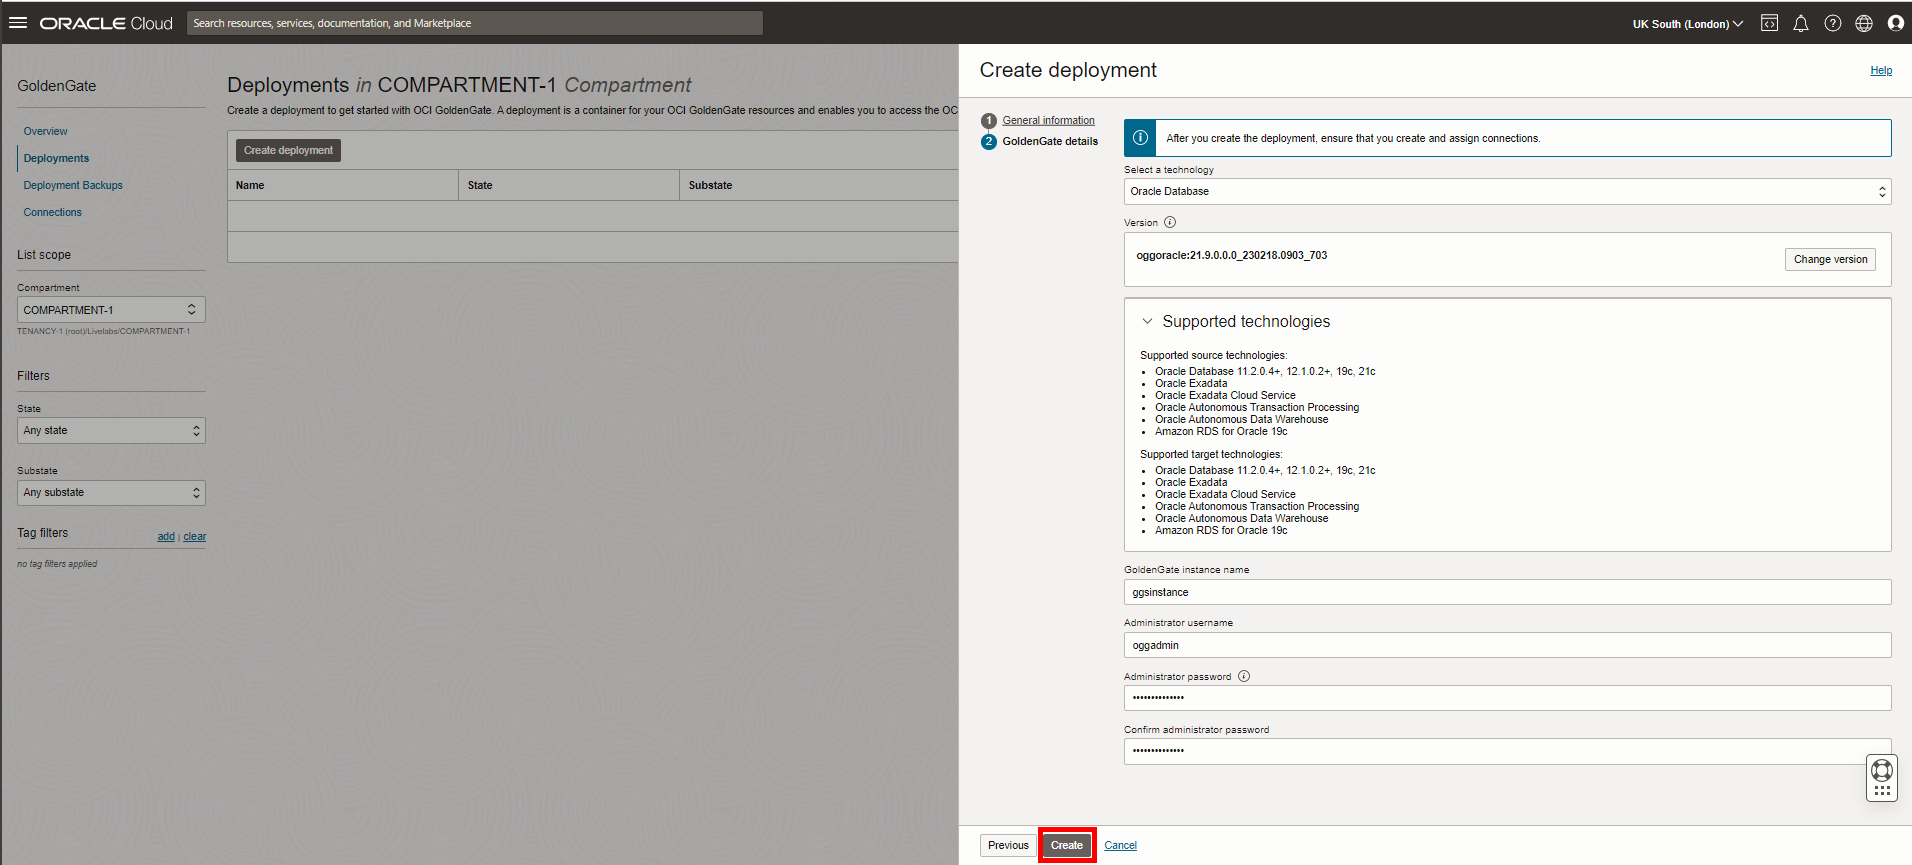 ORACLE Cloud
Search resources, services, documentation, and Marketplace
UK South (London)
GoldenGate
Overview
Deployments
Deployment Backups
Connections
List scope
Compartment
COMPARTMENT-1
TENANCY-1 (root)/Livelabs/COMPARTMENT-1
Filters
State
Any state
Substate
Any substate
Tag filters
add | clear
no tag filters applied
Deployments in COMPARTMENT-1 Compartment
Create a deployment to get started with OCI GoldenGate. A deployment is a container for your OCI GoldenGate resources and enables you to access the OC
Create deployment
Name State Substate
Create deployment
Help
1 General information
2 GoldenGate details
After you create the deployment, ensure that you create and assign connections.
Select a technology
Oracle Database
Version
oggoracle:21.9.0.0.0_230218.0903_703
Change version
Supported technologies
Supported source technologies:
• Oracle Database 11.2.0.4+, 12.1.0.2+, 19c, 21c
• Oracle Exadata
• Oracle Exadata Cloud Service
• Oracle Autonomous Transaction Processing
• Oracle Autonomous Data Warehouse
• Amazon RDS for Oracle 19c
Supported target technologies:
• Oracle Database 11.2.0.4+, 12.1.0.2+, 19c, 21c
• Oracle Exadata
• Oracle Exadata Cloud Service
• Oracle Autonomous Transaction Processing
• Oracle Autonomous Data Warehouse
• Amazon RDS for Oracle 19c
GoldenGate instance name
ggsinstance
Administrator username
oggadmin
Administrator password
••••••••••••••
Confirm administrator password
••••••••••••••
Previous Create Cancel